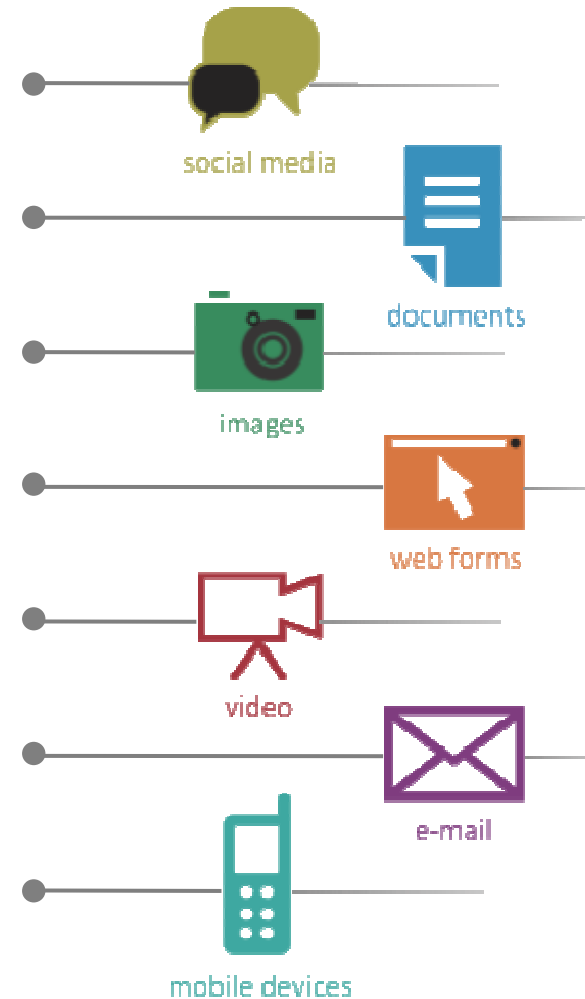 social media
documents
images
web forms
video
e-mail
mobile devices